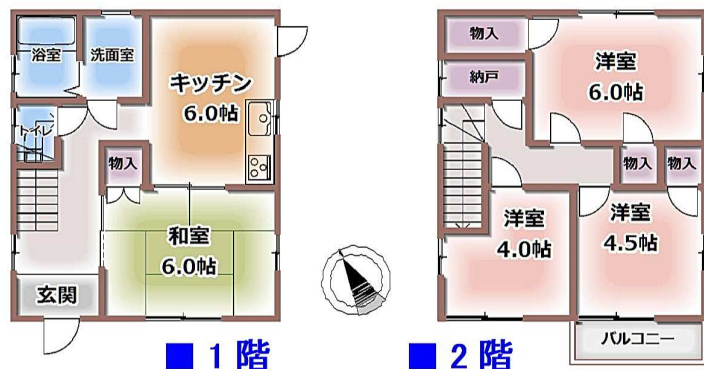 浴室
洗面室
キッチン
6.0帖
トイレ
物入
和室
6.0帖
玄関
■ 1 階
物入
納戸
洋室
6.0帖
物入
物入
洋室
4.0帖
洋室
4.5帖
バルコニー
■ 2 階